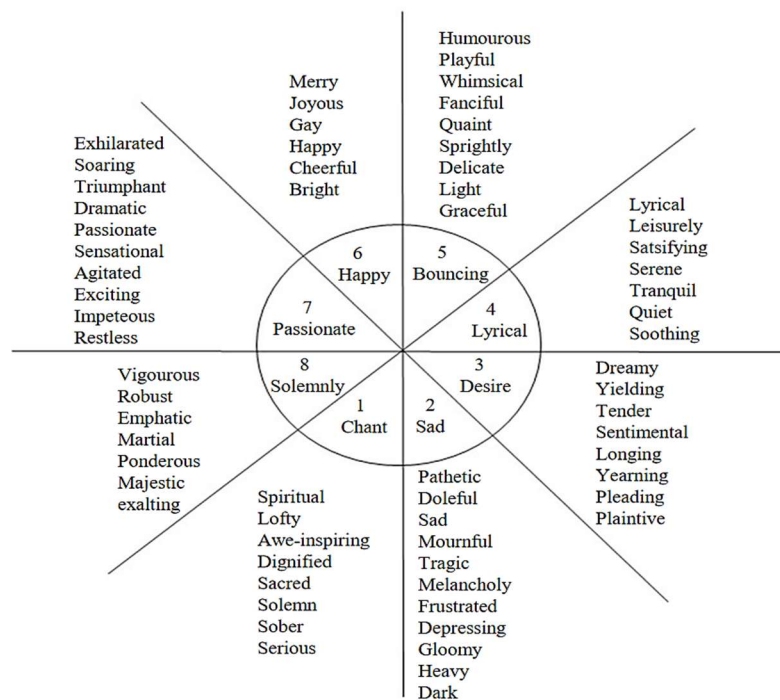 Humourous
Playful
Whimsical
Fanciful
Quaint
Sprightly
Delicate
Light
Graceful
Merry
Joyous
Gay
Happy
Cheerful
Bright
Exhilarated
Soaring
Triumphant
Dramatic
Passionate
Sensational
Agitated
Exciting
Impeteous
Restless
Lyrical
Leisurely
Satsifying
Serene
Tranquil
Quiet
Soothing
6
Happy
5
Bouncing
7
Passionate
4
Lyrical
8
Solemnly
3
Desire
1
Chant
2
Sad
Vigourous
Robust
Emphatic
Martial
Ponderous
Majestic
exalting
Dreamy
Yielding
Tender
Sentimental
Longing
Yearning
Pleading
Plaintive
Spiritual
Lofty
Awe-inspiring
Dignified
Sacred
Solemn
Sober
Serious
Pathetic
Doleful
Sad
Mournful
Tragic
Melancholy
Frustrated
Depressing
Gloomy
Heavy
Dark